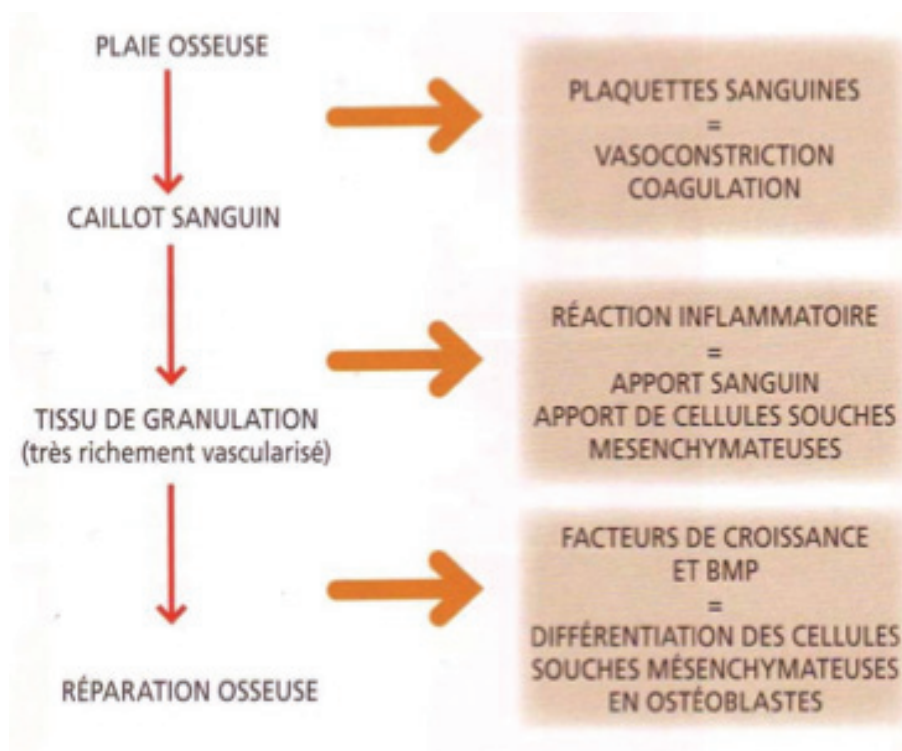 PLAIE OSSEUSE
PLAQUETTES SANGUINES
=
VASOCONSTRICTION
COAGULATION
CAILLOT SANGUIN
RÉACTION INFLAMMATOIRE
=
APPORT SANGUIN
APPORT DE CELLULES SOUCHES
MESENCHYMATEUSES
TISSU DE GRANULATION
(très richement vascularisé)
FACTEURS DE CROISSANCE
ET BMP
=
DIFFÉRENTIATION DES CELLULES
SOUCHES MÉSENCHYMATEUSES
EN OSTÉOBLASTES
RÉPARATION OSSEUSE